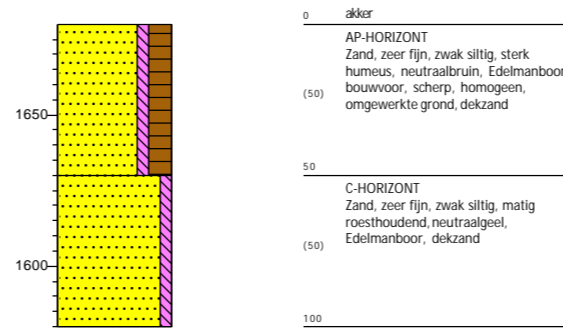 0 akker
AP-HORIZONT
Zand, zeer fijn, zwak siltig, sterk
humeus, neutraalbruin, Edelmanboor
(50) bouwvoor, scherp, homogeen,
omgewerkte grond, dekzand
1650
50
C-HORIZONT
Zand, zeer fijn, zwak siltig, matig
roesthoudend, neutraalgeel,
(50) Edelmanboor, dekzand
1600
100